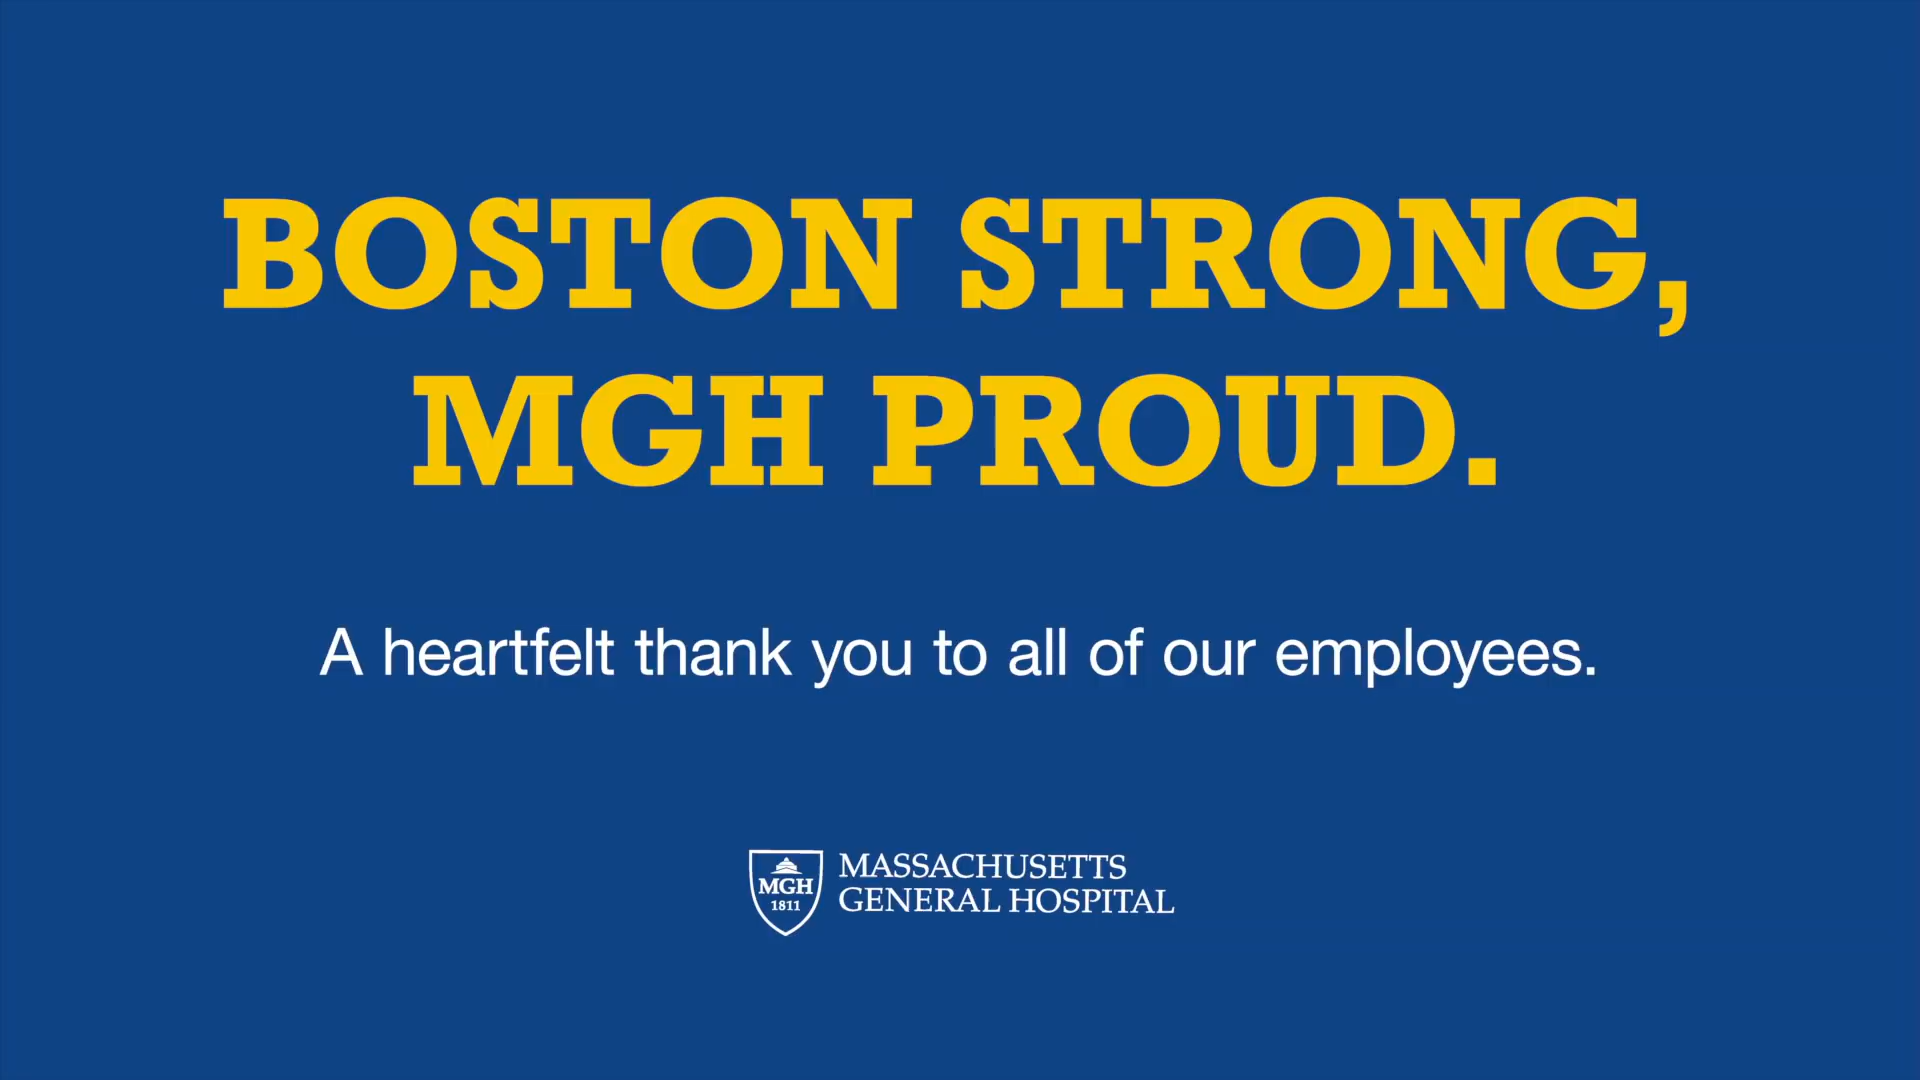 BOSTON STRONG,
MGH PROUD.
A heartfelt thank you to all of our employees.
MGH
1811
MASSACHUSETTS
GENERAL HOSPITAL